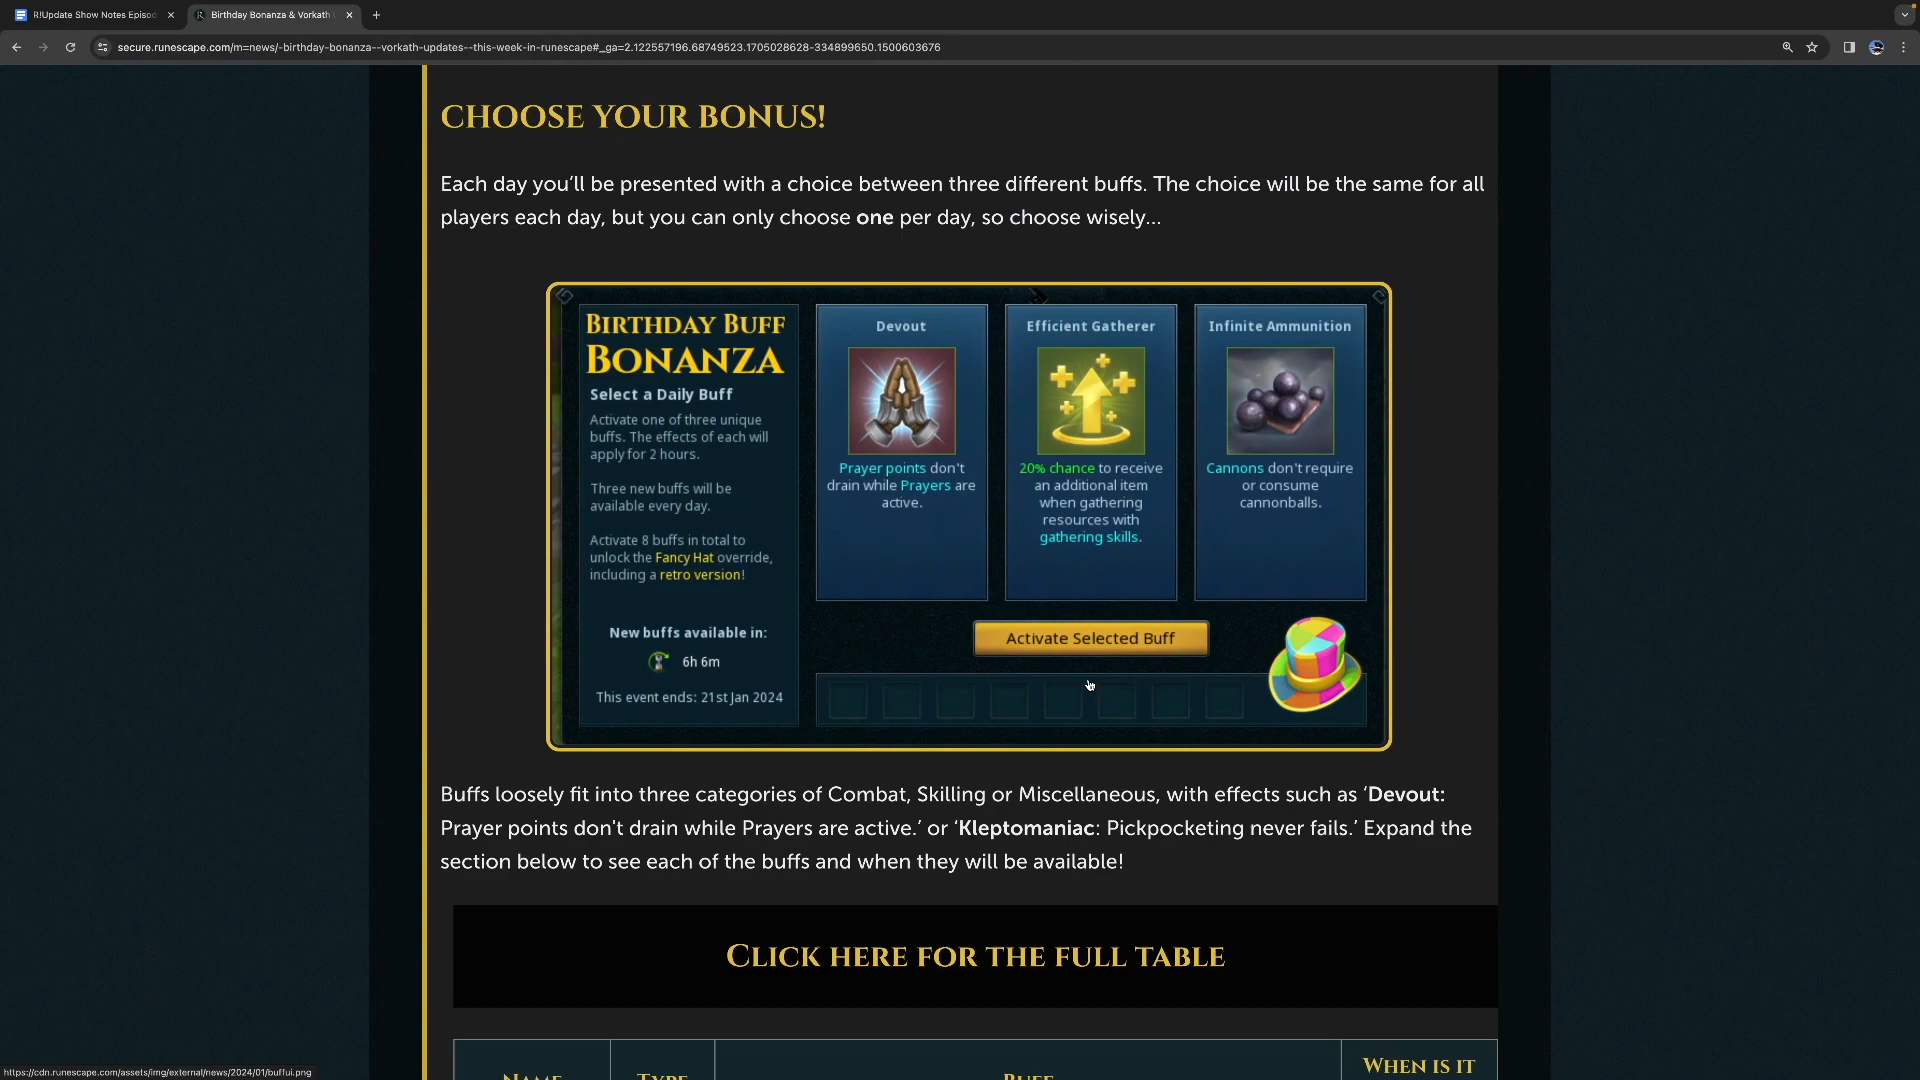 R!Update Show Notes Episod
Birthday Bonanza & Vorkath
secure.runescape.com/m=news/-birthday-bonanza--vorkath-updates--this-week-in-runescape#_ga=2.122557196.68749523.1705028628-334899650.1500603676
CHOOSE YOUR BONUS!
Each day you'll be presented with a choice between three different buffs. The choice will be the same for all
players each day, but you can only choose one per day, so choose wisely...
BIRTHDAY BUFF
BONANZA
Select a Daily Buff
Activate one of three unique
buffs. The effects of each will
apply for 2 hours.
Three new buffs will be
available every day.
Activate 8 buffs in total to
unlock the Fancy Hat override,
including a retro version!
New buffs available in:
6h 6m
This event ends: 21st Jan 2024
Devout
Prayer points don't
drain while Prayers are
active.
Efficient Gatherer
20% chance to receive
an additional item
when gathering
resources with
gathering skills.
Infinite Ammunition
Cannons don't require
or consume
cannonballs.
Activate Selected Buff
Buffs loosely fit into three categories of Combat, Skilling or Miscellaneous, with effects such as ‘Devout:
Prayer points don't drain while Prayers are active.’ or ‘Kleptomaniac: Pickpocketing never fails.’ Expand the
section below to see each of the buffs and when they will be available!
CLICK HERE FOR THE FULL TABLE
NAME
TYPE
BUFF
WHEN IS IT
https://cdn.runescape.com/assets/img/external/news/2024/01/buffui.png